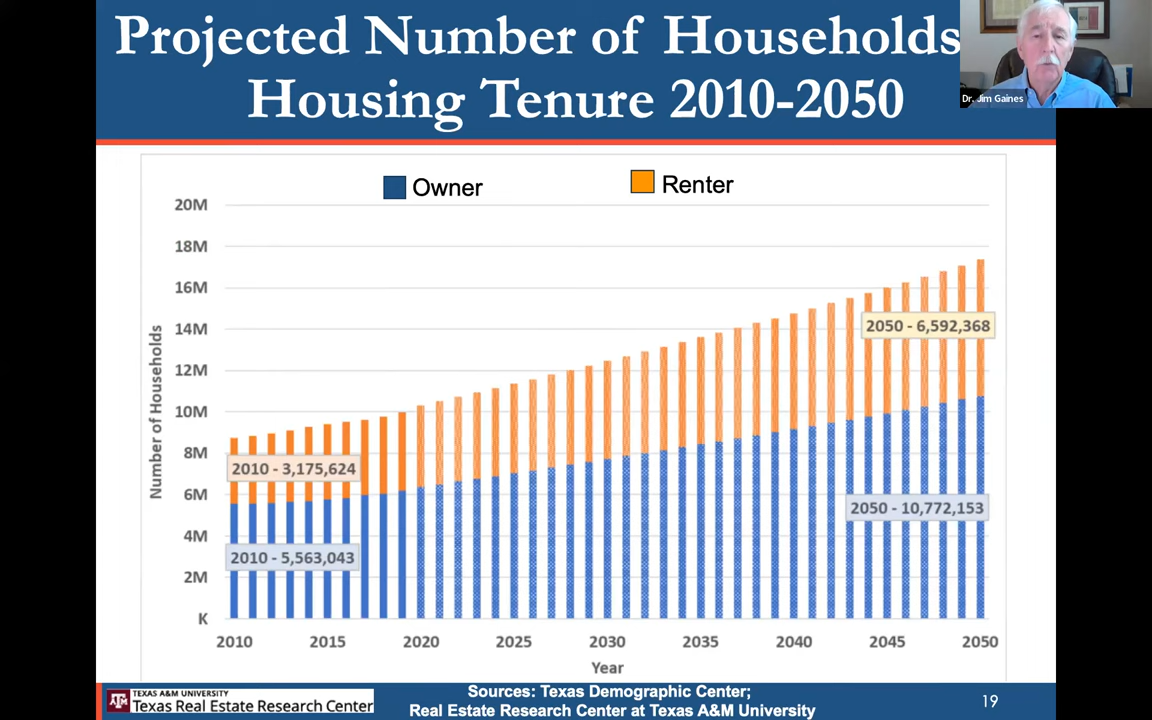 Projected Number of Households
Housing Tenure 2010-2050
Dr. Jim Gaines
Owner
Renter
20M
18M
16M
14M
12M
10M
8M
6M
4M
2M
K
Number of Households
2010 - 3,175,624
2010 - 5,563,043
2050 - 6,592,368
2050 - 10,772,153
2010
2015
2020
2025
2030
2035
2040
2045
2050
Year
TEXAS A&M UNIVERSITY
Texas Real Estate Research Center
Sources: Texas Demographic Center;
Real Estate Research Center at Texas A&M University
19